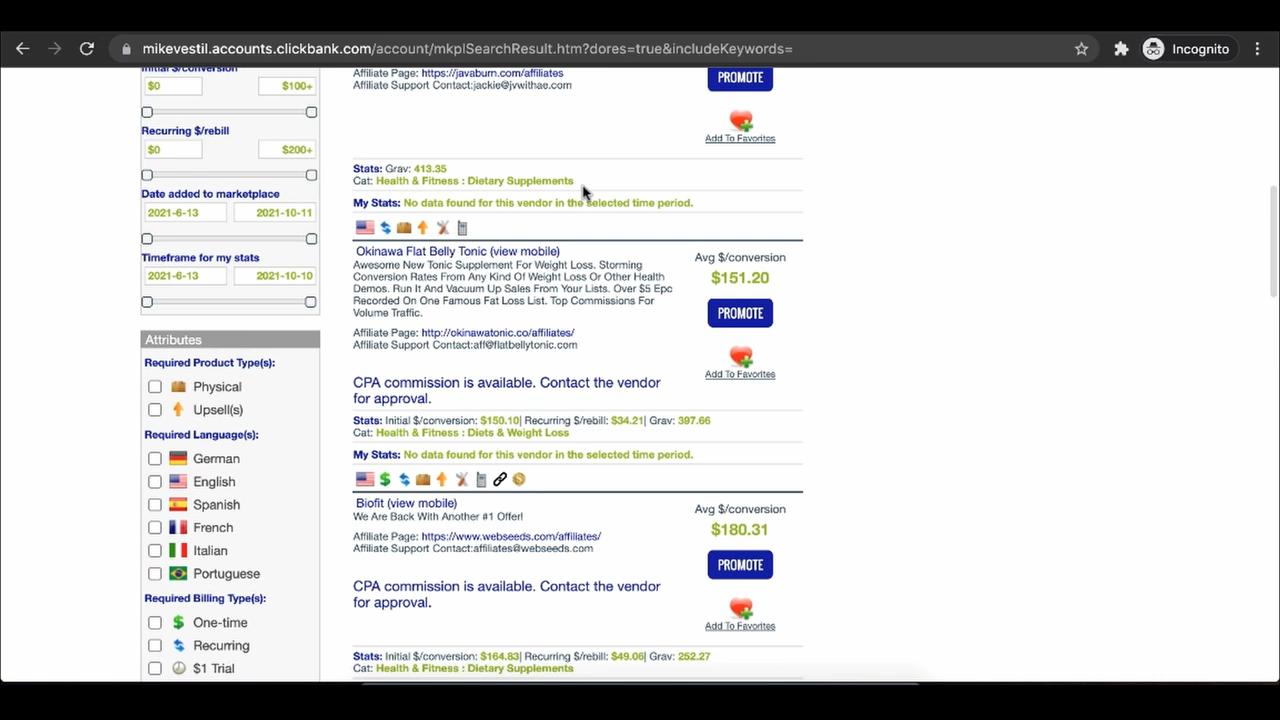 mikevestil.accounts.clickbank.com/account/mkplSearchResult.htm?dores=true&includeKeywords=
Incognito
Initial $/conversion
$0 $100+
Recurring $/rebill
$0 $200+
Date added to marketplace
2021-6-13 2021-10-11
Timeframe for my stats
2021-6-13 2021-10-10
Attributes
Required Product Type(s):
Physical
Upsell(s)
Required Language(s):
German
English
Spanish
French
Italian
Portuguese
Required Billing Type(s):
One-time
Recurring
$1 Trial
Affiliate Page: https://javaburn.com/affiliates
Affiliate Support Contact:jackie@jvwithae.com
PROMOTE
Add To Favorites
Stats: Grav: 413.35
Cat: Health & Fitness : Dietary Supplements
My Stats: No data found for this vendor in the selected time period.
Okinawa Flat Belly Tonic (view mobile)
Awesome New Tonic Supplement For Weight Loss. Storming
Conversion Rates From Any Kind Of Weight Loss Or Other Health
Demos. Run It And Vacuum Up Sales From Your Lists. Over $5 Epc
Recorded On One Famous Fat Loss List. Top Commissions For
Volume Traffic.
Affiliate Page: http://okinawatonic.co/affiliates/
Affiliate Support Contact:aff@flatbellytonic.com
CPA commission is available. Contact the vendor
for approval.
Avg $/conversion
$151.20
PROMOTE
Add To Favorites
Stats: Initial $/conversion: $150.10| Recurring $/rebill: $34.21| Grav: 397.66
Cat: Health & Fitness : Diets & Weight Loss
My Stats: No data found for this vendor in the selected time period.
Biofit (view mobile)
We Are Back With Another #1 Offer!
Affiliate Page: https://www.webseeds.com/affiliates/
Affiliate Support Contact:affiliates@webseeds.com
CPA commission is available. Contact the vendor
for approval.
Avg $/conversion
$180.31
PROMOTE
Add To Favorites
Stats: Initial $/conversion: $164.83| Recurring $/rebill: $49.06| Grav: 252.27
Cat: Health & Fitness : Dietary Supplements